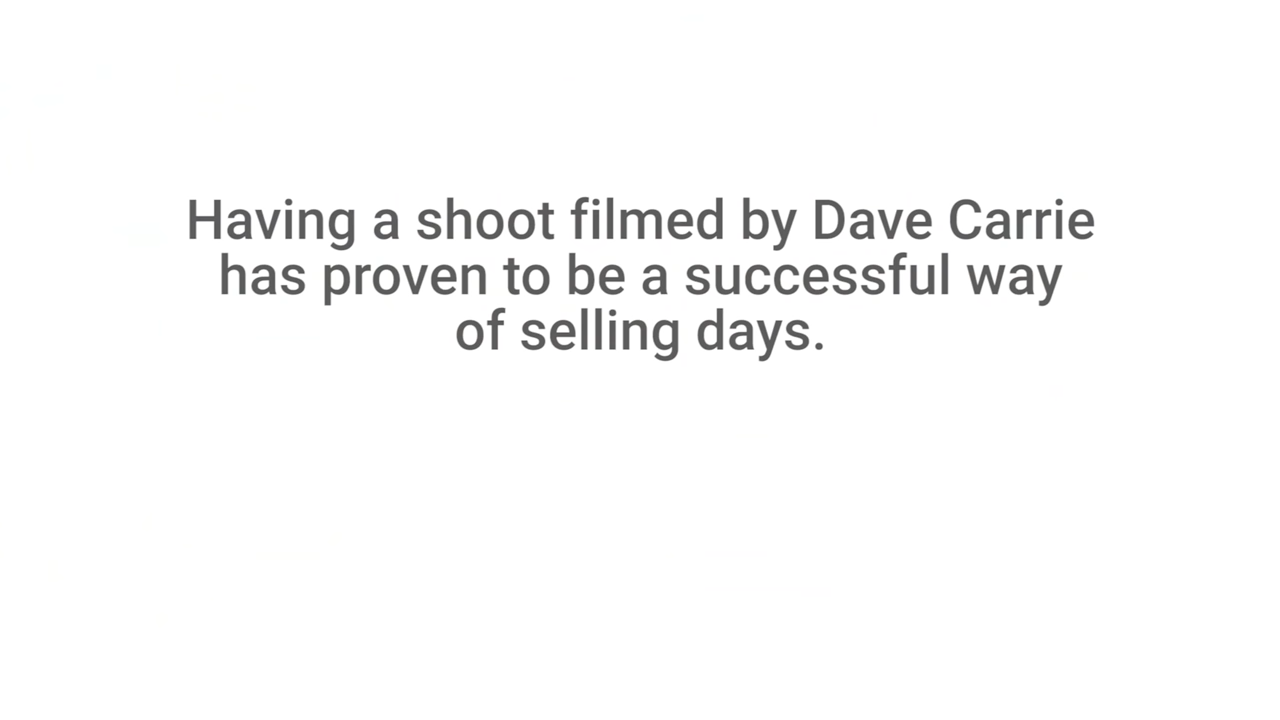 Having a shoot filmed by Dave Carrie
has proven to be a successful way
of selling days.